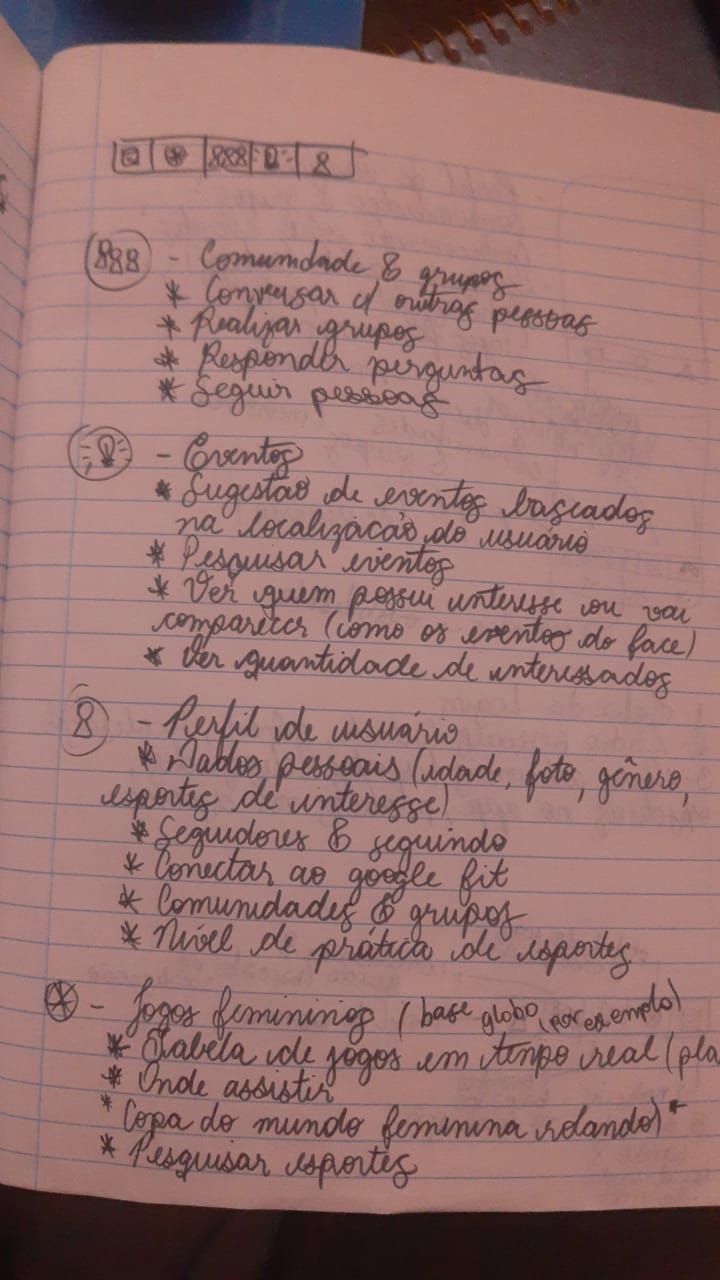 - Comunidade & grupos
* Conversar c/ outras pessoas
* Realizar grupos
* Responder perguntas
* Seguir pessoas
- Eventos
* Sugestão de eventos baseados
na localização do usuário
* Pesquisar eventos
* Ver quem possui interesse ou vai
comparecer (como os eventos do face)
* Ver quantidade de interessados
- Perfil de usuário
* Dados pessoais (idade, foto, gênero,
esportes de interesse)
* Seguidores & seguindo
* Conectar ao google fit
* Comunidades & grupos
* Nível de prática de esportes
- Jogos femininos (base globo, (por exemplo)
* Tabela de jogos em tempo real (pla
* Onde assistir
* Copa do mundo feminina rolando) *
* Pesquisar esportes